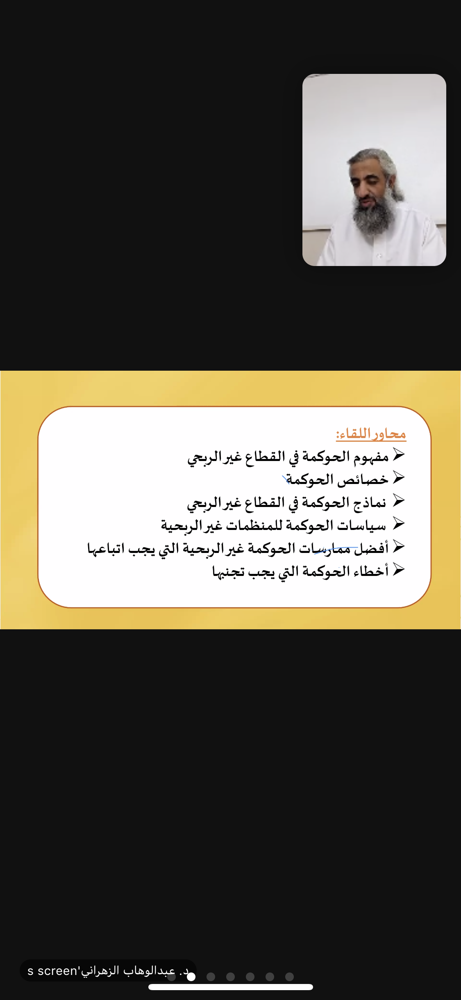 محاور اللقاء:
➢ مفهوم الحوكمة في القطاع غير الربحي
➢ خصائص الحوكمة
➢ نماذج الحوكمة في القطاع غير الربحي
➢ سياسات الحوكمة للمنظمات غير الربحية
➢ أفضل ممارسات الحوكمة غير الربحية التي يجب اتباعها
➢ أخطاء الحوكمة التي يجب تجنبها
د. عبدالوهاب الزهراني's screen